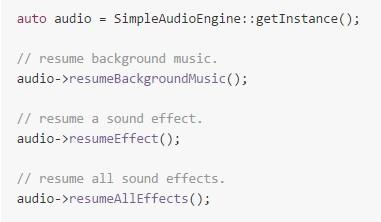 auto audio = SimpleAudioEngine::getInstance();
// resume background music.
audio->resumeBackgroundMusic();
// resume a sound effect.
audio->resumeEffect();
// resume all sound effects.
audio->resumeAllEffects();